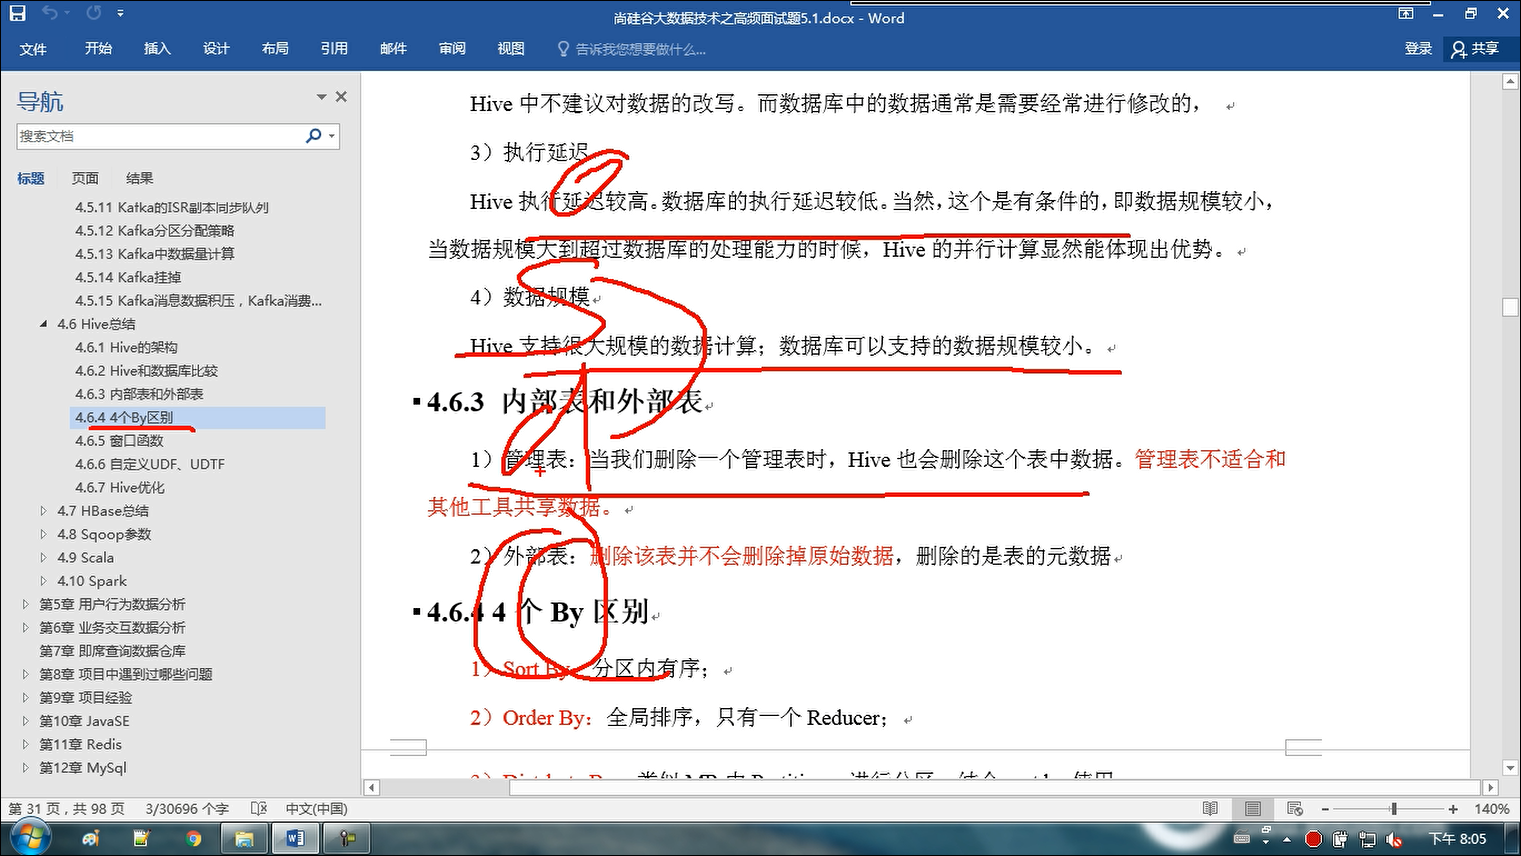 尚硅谷大数据技术之高频面试题5.1.docx - Word
文件 开始 插入 设计 布局 引用 邮件 审阅 视图 告诉我您想要做什么... 登录 共享
导航
搜索文档
标题 页面 结果
4.5.11 Kafka的ISR副本同步队列
4.5.12 Kafka分区分配策略
4.5.13 Kafka中数据量计算
4.5.14 Kafka挂掉
4.5.15 Kafka消息数据积压，Kafka消费...
4.6 Hive总结
4.6.1 Hive的架构
4.6.2 Hive和数据库比较
4.6.3 内部表和外部表
4.6.4 4个By区别
4.6.5 窗口函数
4.6.6 自定义UDF、UDTF
4.6.7 Hive优化
4.7 HBase总结
4.8 Sqoop参数
4.9 Scala
4.10 Spark
第5章 用户行为数据分析
第6章 业务交互数据分析
第7章 即席查询数据仓库
第8章 项目中遇到过哪些问题
第9章 项目经验
第10章 JavaSE
第11章 Redis
第12章 MySql
Hive 中不建议对数据的改写。而数据库中的数据通常是需要经常进行修改的，
3）执行延迟
Hive 执行延迟较高。数据库的执行延迟较低。当然，这个是有条件的，即数据规模较小，
当数据规模大到超过数据库的处理能力的时候，Hive 的并行计算显然能体现出优势。
4）数据规模
Hive 支持很大规模的数据计算；数据库可以支持的数据规模较小。
4.6.3 内部表和外部表
1）管理表：当我们删除一个管理表时，Hive 也会删除这个表中数据。管理表不适合和
其他工具共享数据。
2）外部表：删除该表并不会删除掉原始数据，删除的是表的元数据
4.6.4 4 个 By 区别
1）Sort By：分区内有序；
2）Order By：全局排序，只有一个 Reducer；
第 31 页，共 98 页 3/30696 个字 中文(中国) 140%
下午 8:05